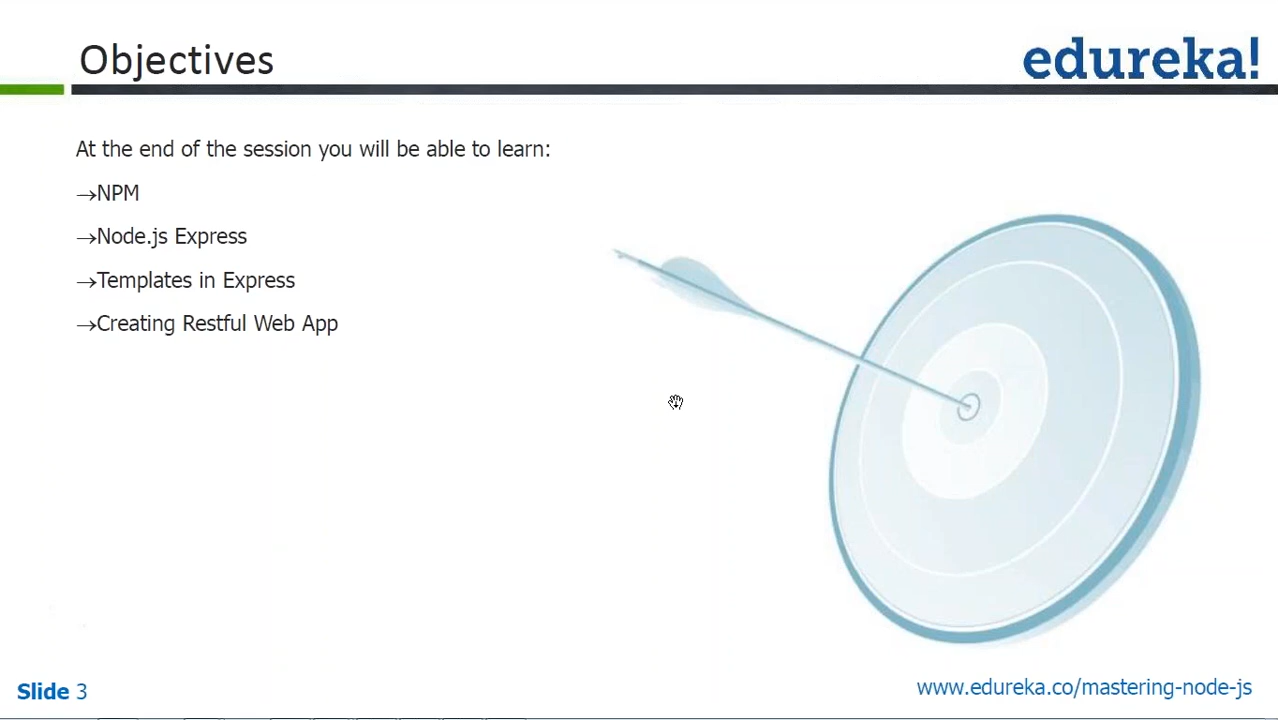 Objectives
edureka!
At the end of the session you will be able to learn:
→NPM
→Node.js Express
→Templates in Express
→Creating Restful Web App
Slide 3
www.edureka.co/mastering-node-js